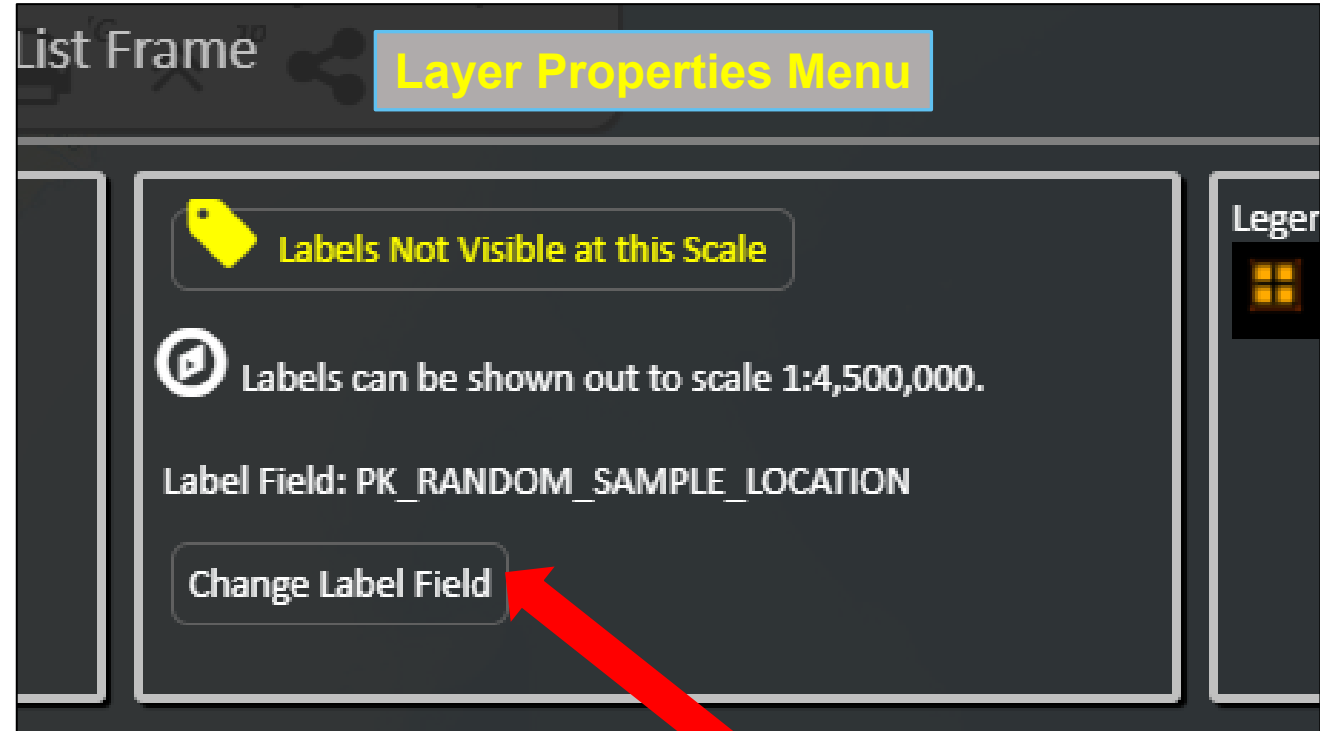 List Frame
Layer Properties Menu
Labels Not Visible at this Scale
Labels can be shown out to scale 1:4,500,000.
Label Field: PK_RANDOM_SAMPLE_LOCATION
Change Label Field
Leger